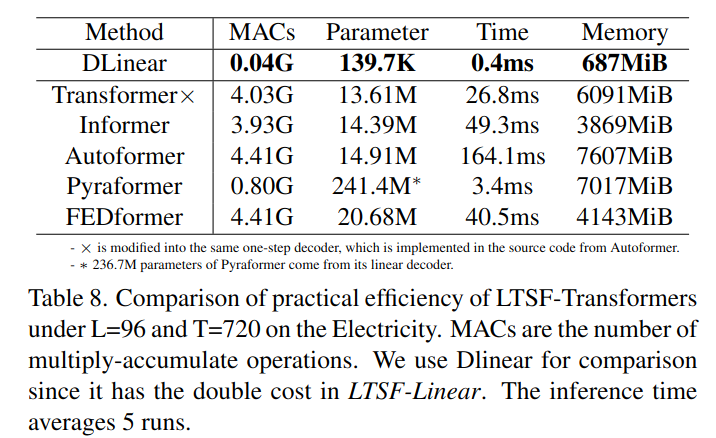 Method MACs Parameter Time Memory
DLinear 0.04G 139.7K 0.4ms 687MiB
Transformer× 4.03G 13.61M 26.8ms 6091MiB
Informer 3.93G 14.39M 49.3ms 3869MiB
Autoformer 4.41G 14.91M 164.1ms 7607MiB
Pyraformer 0.80G 241.4M* 3.4ms 7017MiB
FEDformer 4.41G 20.68M 40.5ms 4143MiB
- × is modified into the same one-step decoder, which is implemented in the source code from Autoformer.
- * 236.7M parameters of Pyraformer come from its linear decoder.
Table 8. Comparison of practical efficiency of LTSF-Transformers
under L=96 and T=720 on the Electricity. MACs are the number of
multiply-accumulate operations. We use Dlinear for comparison
since it has the double cost in LTSF-Linear. The inference time
averages 5 runs.